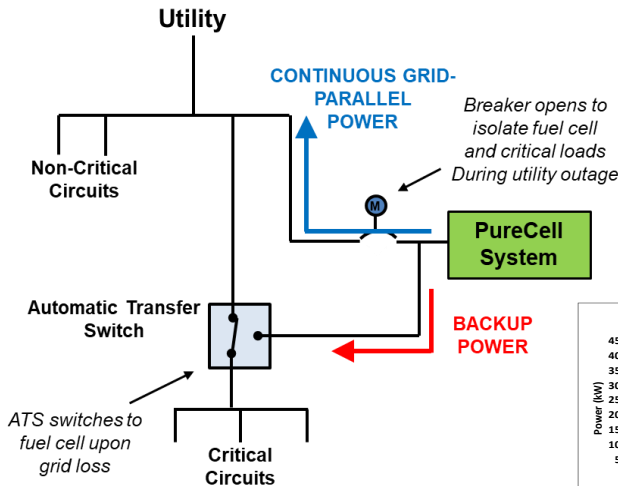 Utility
CONTINUOUS GRID-
PARALLEL
POWER
Breaker opens to
isolate fuel cell
and critical loads
During utility outage
Non-Critical
Circuits
M
PureCell
System
Automatic Transfer
Switch
BACKUP
POWER
ATS switches to
fuel cell upon
grid loss
Critical
Circuits
Power (kW)